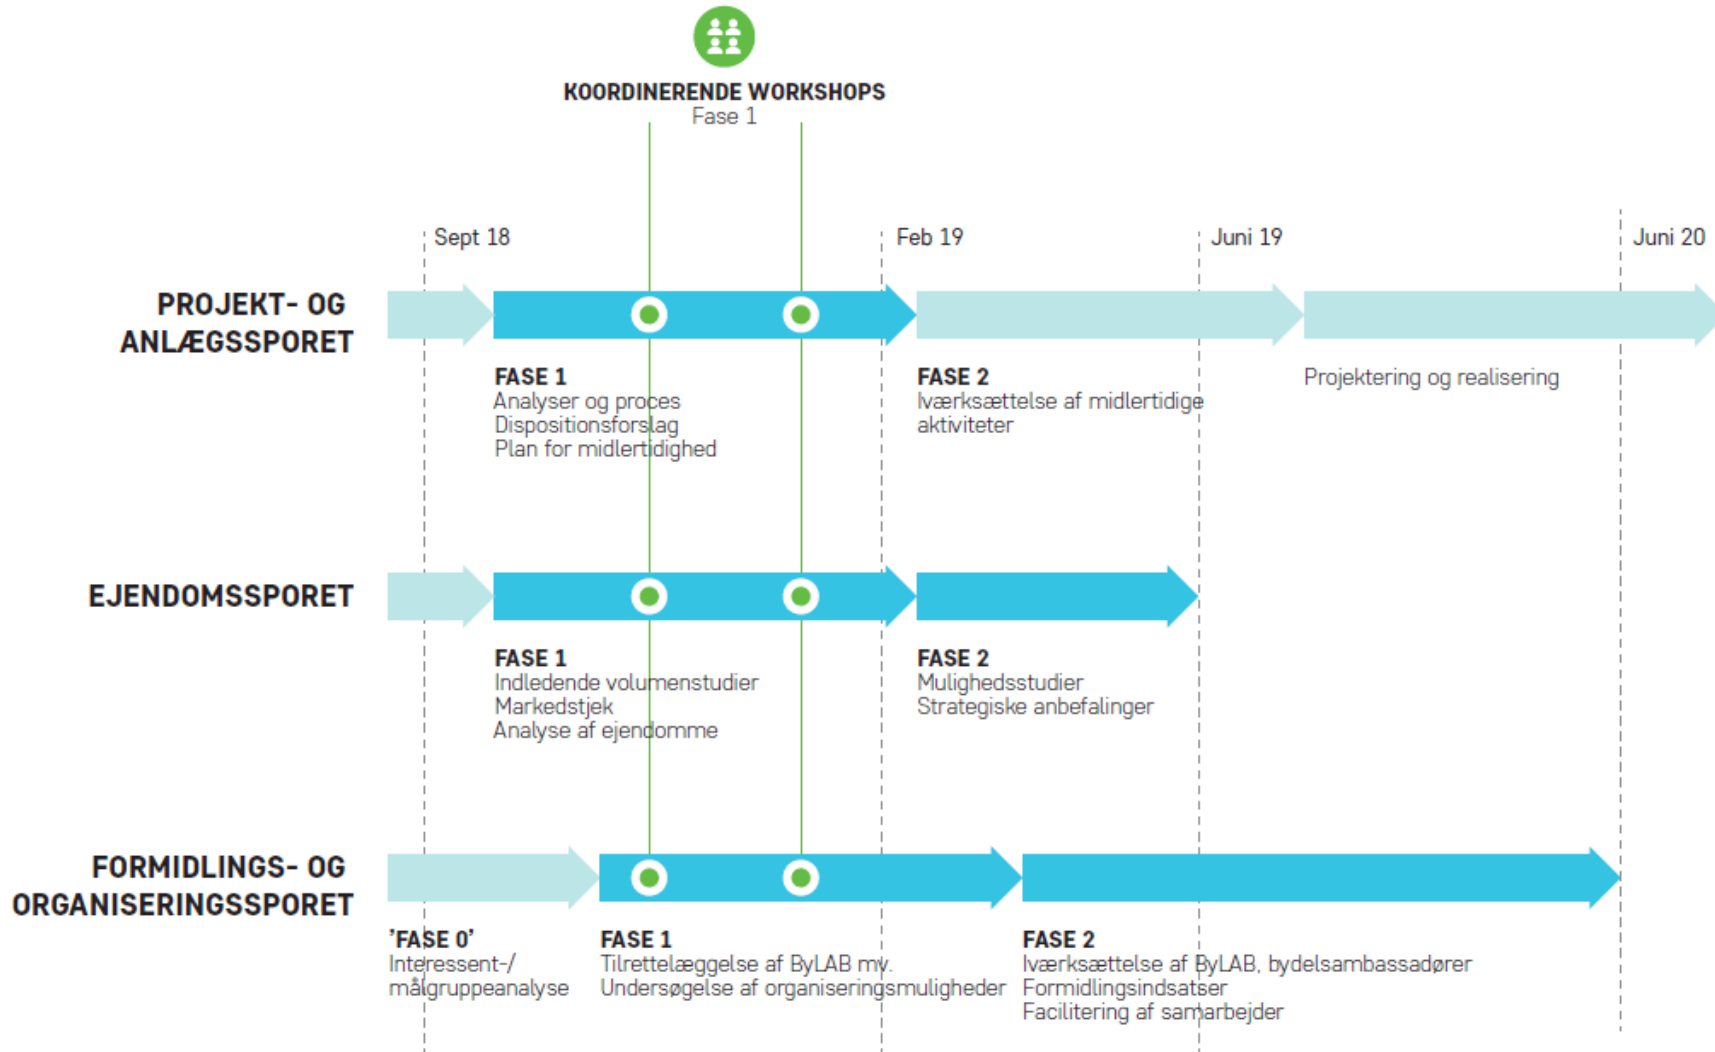 KOORDINERENDE WORKSHOPS
Fase 1
Sept 18
Feb 19
Juni 19
Juni 20
PROJEKT- OG
ANLÆGSSPORET
FASE 1
Analyser og proces
Dispositionsforslag
Plan for midlertidighed
FASE 2
Iværksættelse af midlertidige
aktiviteter
Projektering og realisering
EJENDOMSSPORET
FASE 1
Indledende volumenstudier
Markedstjek
Analyse af ejendomme
FASE 2
Mulighedsstudier
Strategiske anbefalinger
FORMIDLINGS- OG
ORGANISERINGSSPORET
'FASE 0'
Interessent-/
målgruppeanalyse
FASE 1
Tilrettelæggelse af ByLAB mv.
Undersøgelse af organiseringsmuligheder
FASE 2
Iværksættelse af ByLAB, bydelsambassadører
Formidlingsindsatser
Facilitering af samarbejder